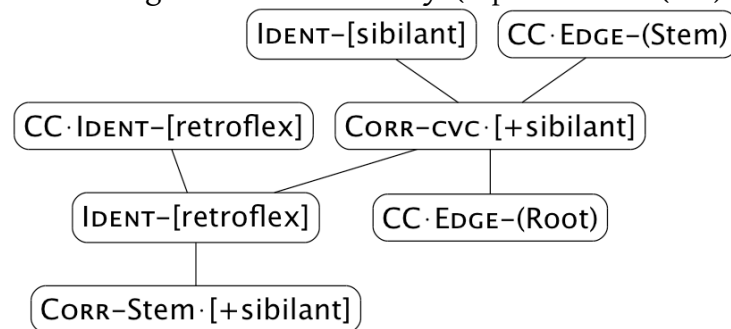 IDENT–[sibilant] CC·EDGE–(Stem)
CC·IDENT–[retroflex] CORR–CVC·[+sibilant]
IDENT–[retroflex] CC·EDGE–(Root)
CORR–Stem·[+sibilant]